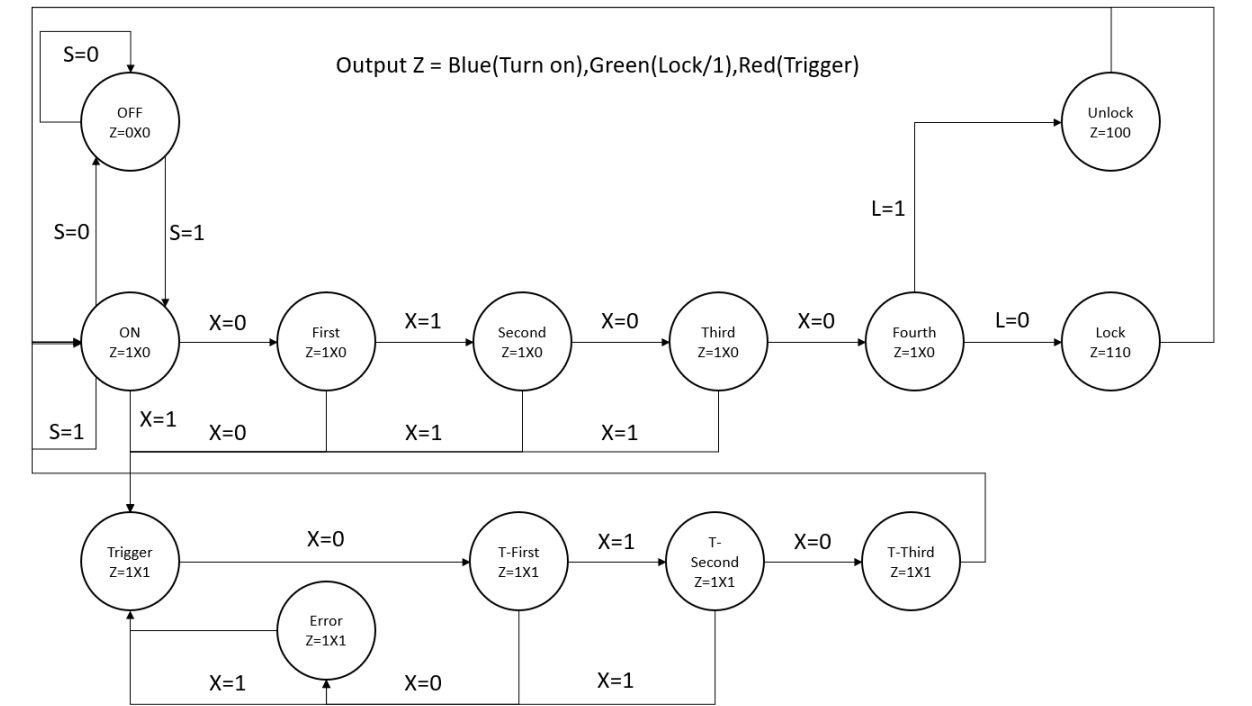 S=0
Output Z = Blue(Turn on),Green(Lock/1),Red(Trigger)
OFF
Z=0X0
Unlock
Z=100
L=1
S=0
S=1
X=0
X=1
X=0
X=0
L=0
ON
Z=1X0
First
Z=1X0
Second
Z=1X0
Third
Z=1X0
Fourth
Z=1X0
Lock
Z=110
S=1
X=1
X=0
X=1
X=1
Trigger
Z=1X1
X=0
T-First
Z=1X1
X=1
T-
Second
Z=1X1
X=0
T-Third
Z=1X1
Error
Z=1X1
X=1
X=0
X=1